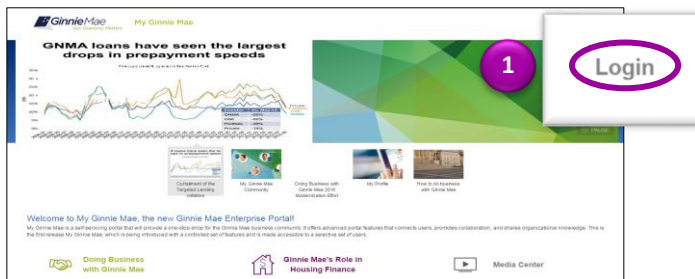 GinnieMae
Our Guaranty Matters
My Ginnie Mae
1
Login
GNMA loans have seen the largest
drops in prepayment speeds
PAUSE
Curtailment of the
Targeted Lending
Initiative
My Ginnie Mae
Community
Doing Business with
Ginnie Mae 2016
Modernization Effort
My Profile
How to do business
with Ginnie Mae
Welcome to My Ginnie Mae, the new Ginnie Mae Enterprise Portal!
My Ginnie Mae is a self-servicing portal that will provide a one-stop-shop for the Ginnie Mae business community. It offers advanced portal features that connects users, promotes collaboration, and shares organizational knowledge. This is
the first release My Ginnie Mae, which is being introduced with a controlled set of features and is made accessible to a selective set of users.
Doing Business
with Ginnie Mae
Ginnie Mae's Role in
Housing Finance
Media Center